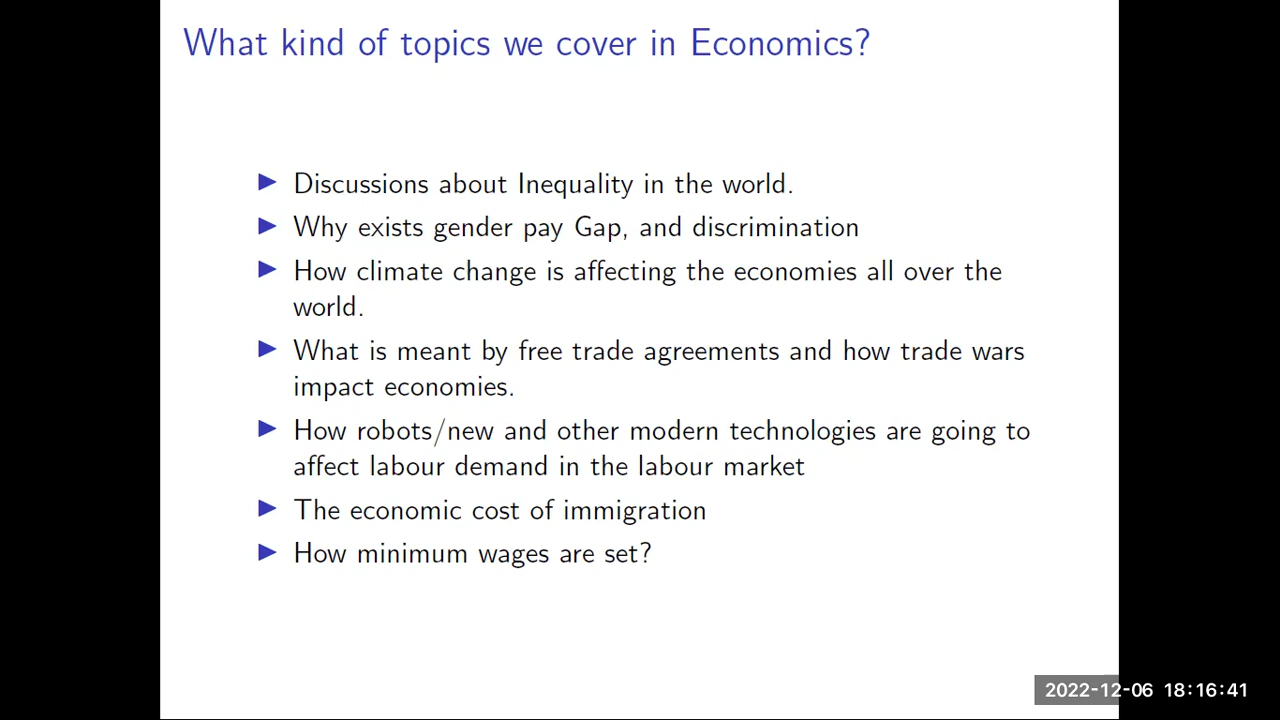 What kind of topics we cover in Economics?
Discussions about Inequality in the world.
Why exists gender pay Gap, and discrimination
How climate change is affecting the economies all over the
world.
What is meant by free trade agreements and how trade wars
impact economies.
How robots/new and other modern technologies are going to
affect labour demand in the labour market
The economic cost of immigration
How minimum wages are set?
2022-12-06 18:16:41